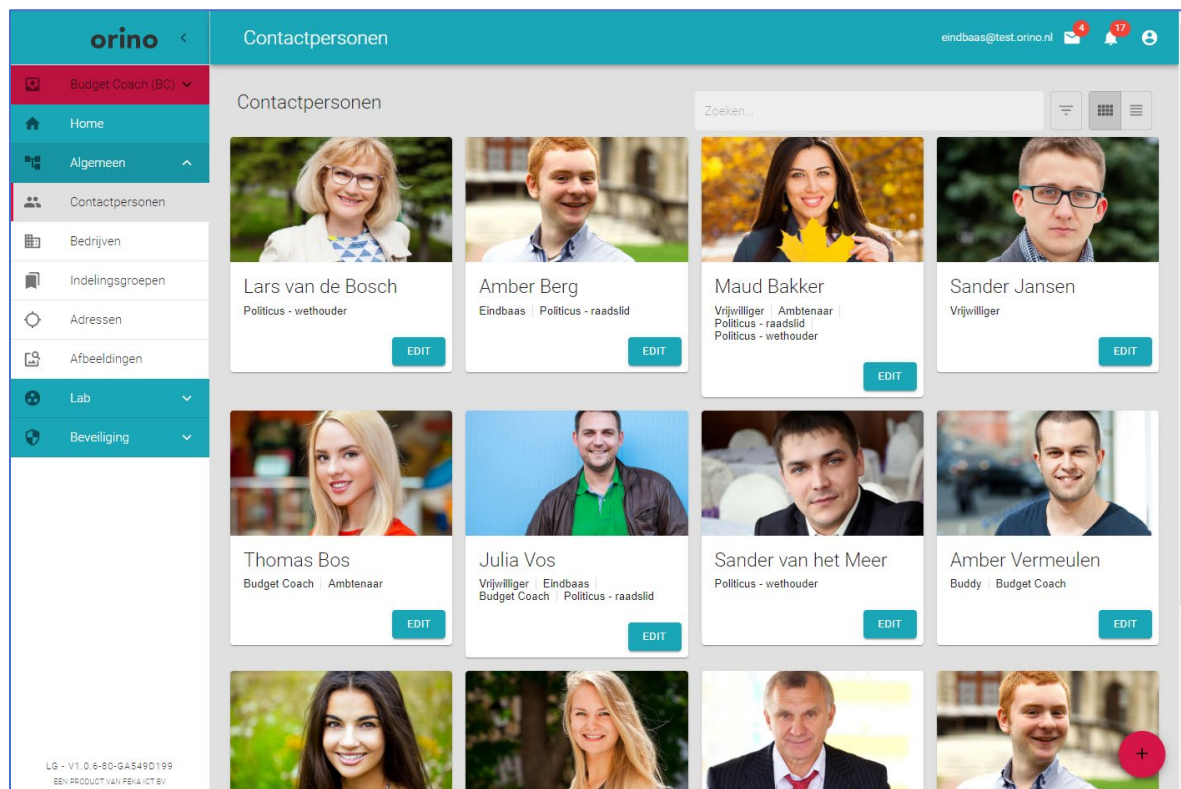 orino
Contactpersonen
eindbaas@test.orino.nl
4
17
Budget Coach (BC)
Home
Algemeen
Contactpersonen
Bedrijven
Indelingsgroepen
Adressen
Afbeeldingen
Lab
Beveiliging
LG - V1.0.6-80-GA549D199
EEN PRODUCT VAN FEKA ICT BV
Contactpersonen
Zoeken...
Lars van de Bosch
Politicus - wethouder
EDIT
Amber Berg
Eindbaas | Politicus - raadslid
EDIT
Maud Bakker
Vrijwilliger | Ambtenaar |
Politicus - raadslid |
Politicus - wethouder
EDIT
Sander Jansen
Vrijwilliger
EDIT
Thomas Bos
Budget Coach | Ambtenaar
EDIT
Julia Vos
Vrijwilliger | Eindbaas |
Budget Coach | Politicus - raadslid
EDIT
Sander van het Meer
Politicus - wethouder
EDIT
Amber Vermeulen
Buddy | Budget Coach
EDIT